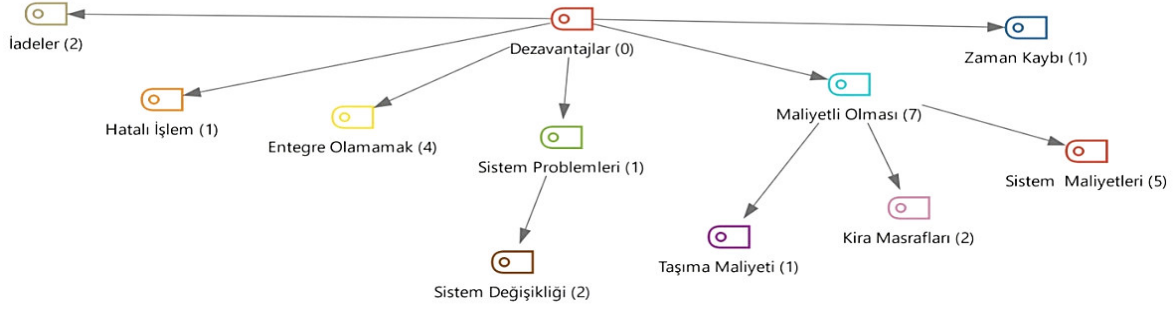 İadeler (2)
Dezavantajlar (0)
Zaman Kaybı (1)
Hatalı İşlem (1)
Entegre Olamamak (4)
Sistem Problemleri (1)
Maliyetli Olması (7)
Sistem  Maliyetleri (5)
Sistem Değişikliği (2)
Taşıma Maliyeti (1)
Kira Masrafları (2)